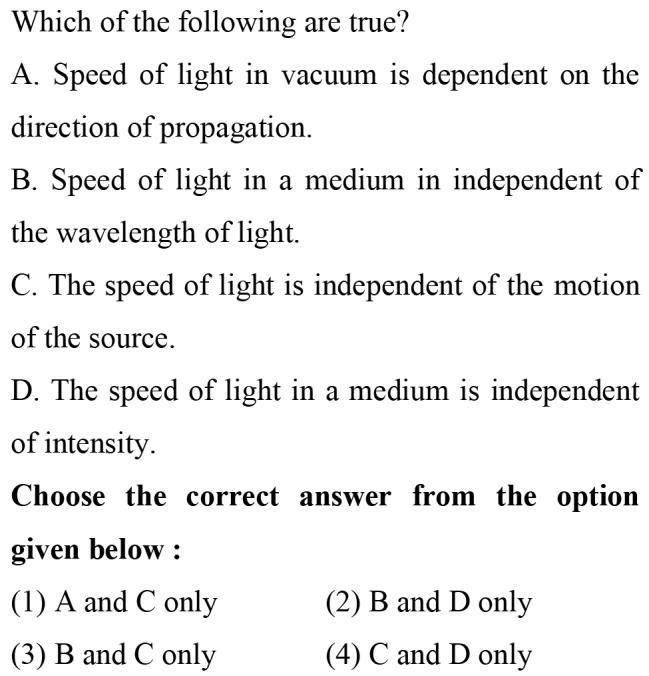 Which of the following are true?
A. Speed of light in vacuum is dependent on the
direction of propagation.
B. Speed of light in a medium in independent of
the wavelength of light.
C. The speed of light is independent of the motion
of the source.
D. The speed of light in a medium is independent
of intensity.
Choose the correct answer from the option
given below :
(1) A and C only (2) B and D only
(3) B and C only (4) C and D only